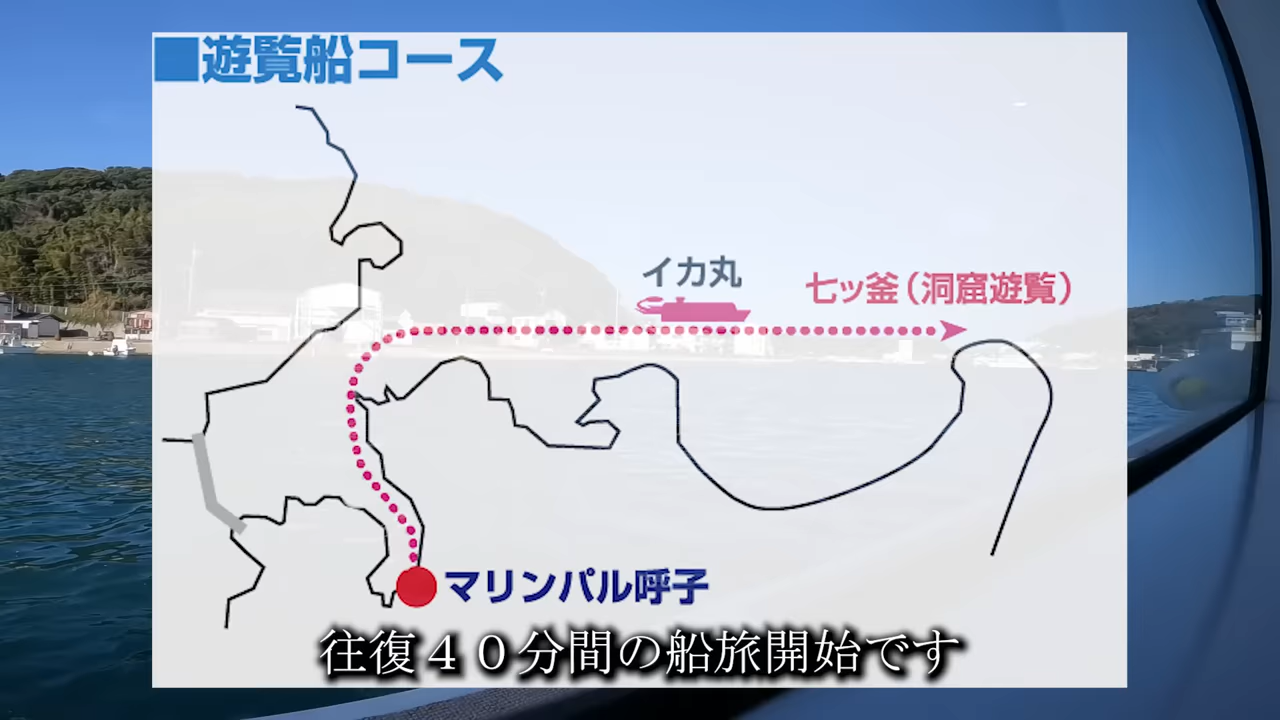 ■遊覧船コース
イカ丸
七ッ釜（洞窟遊覧）
マリンパル呼子
往復４０分間の船旅開始です